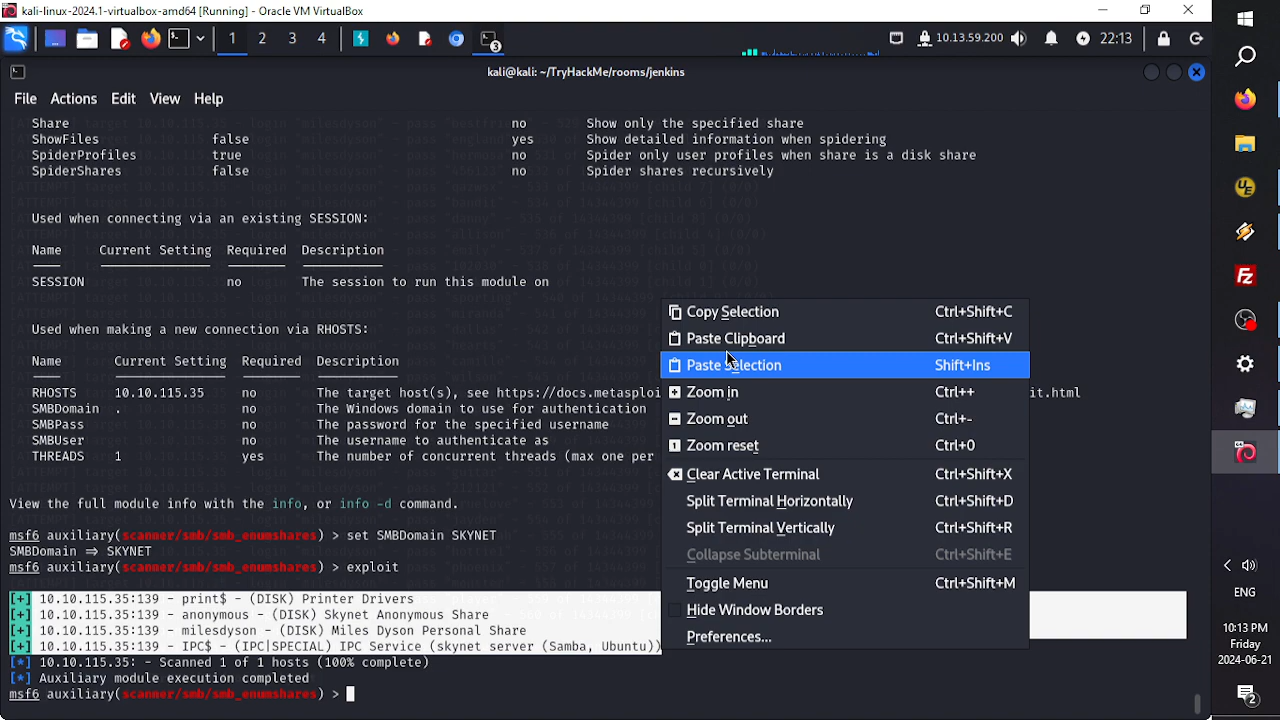 kali-linux-2024.1-virtualbox-amd64 [Running] - Oracle VM VirtualBox
1 2 3 4 3 10.13.59.200 22:13
kali@kali: ~/TryHackMe/rooms/jenkins
File Actions Edit View Help
Share no Show only the specified share
ShowFiles false yes Show detailed information when spidering
SpiderProfiles true no Spider only user profiles when share is a disk share
SpiderShares false no Spider shares recursively
Used when connecting via an existing SESSION:
Name Current Setting Required Description
SESSION no The session to run this module on
Used when making a new connection via RHOSTS:
Name Current Setting Required Description
RHOSTS 10.10.115.35 no The target host(s), see https://docs.metasploi it.html
SMBDomain . no The Windows domain to use for authentication
SMBPass no The password for the specified username
SMBUser no The username to authenticate as
THREADS 1 yes The number of concurrent threads (max one per
View the full module info with the info, or info -d command.
msf6 auxiliary(scanner/smb/smb_enumshares) > set SMBDomain SKYNET
SMBDomain ⇒ SKYNET
msf6 auxiliary(scanner/smb/smb_enumshares) > exploit
[+] 10.10.115.35:139 - print$ - (DISK) Printer Drivers
[+] 10.10.115.35:139 - anonymous - (DISK) Skynet Anonymous Share
[+] 10.10.115.35:139 - milesdyson - (DISK) Miles Dyson Personal Share
[+] 10.10.115.35:139 - IPC$ - (IPC|SPECIAL) IPC Service (skynet server (Samba, Ubuntu))
[*] 10.10.115.35: - Scanned 1 of 1 hosts (100% complete)
[*] Auxiliary module execution completed
msf6 auxiliary(scanner/smb/smb_enumshares) >
Copy Selection Ctrl+Shift+C
Paste Clipboard Ctrl+Shift+V
Paste Selection Shift+Ins
Zoom in Ctrl++
Zoom out Ctrl+-
Zoom reset Ctrl+0
Clear Active Terminal Ctrl+Shift+X
Split Terminal Horizontally Ctrl+Shift+D
Split Terminal Vertically Ctrl+Shift+R
Collapse Subterminal Ctrl+Shift+E
Toggle Menu Ctrl+Shift+M
Hide Window Borders
Preferences...
UE
ENG
10:13 PM
Friday
2024-06-21
2